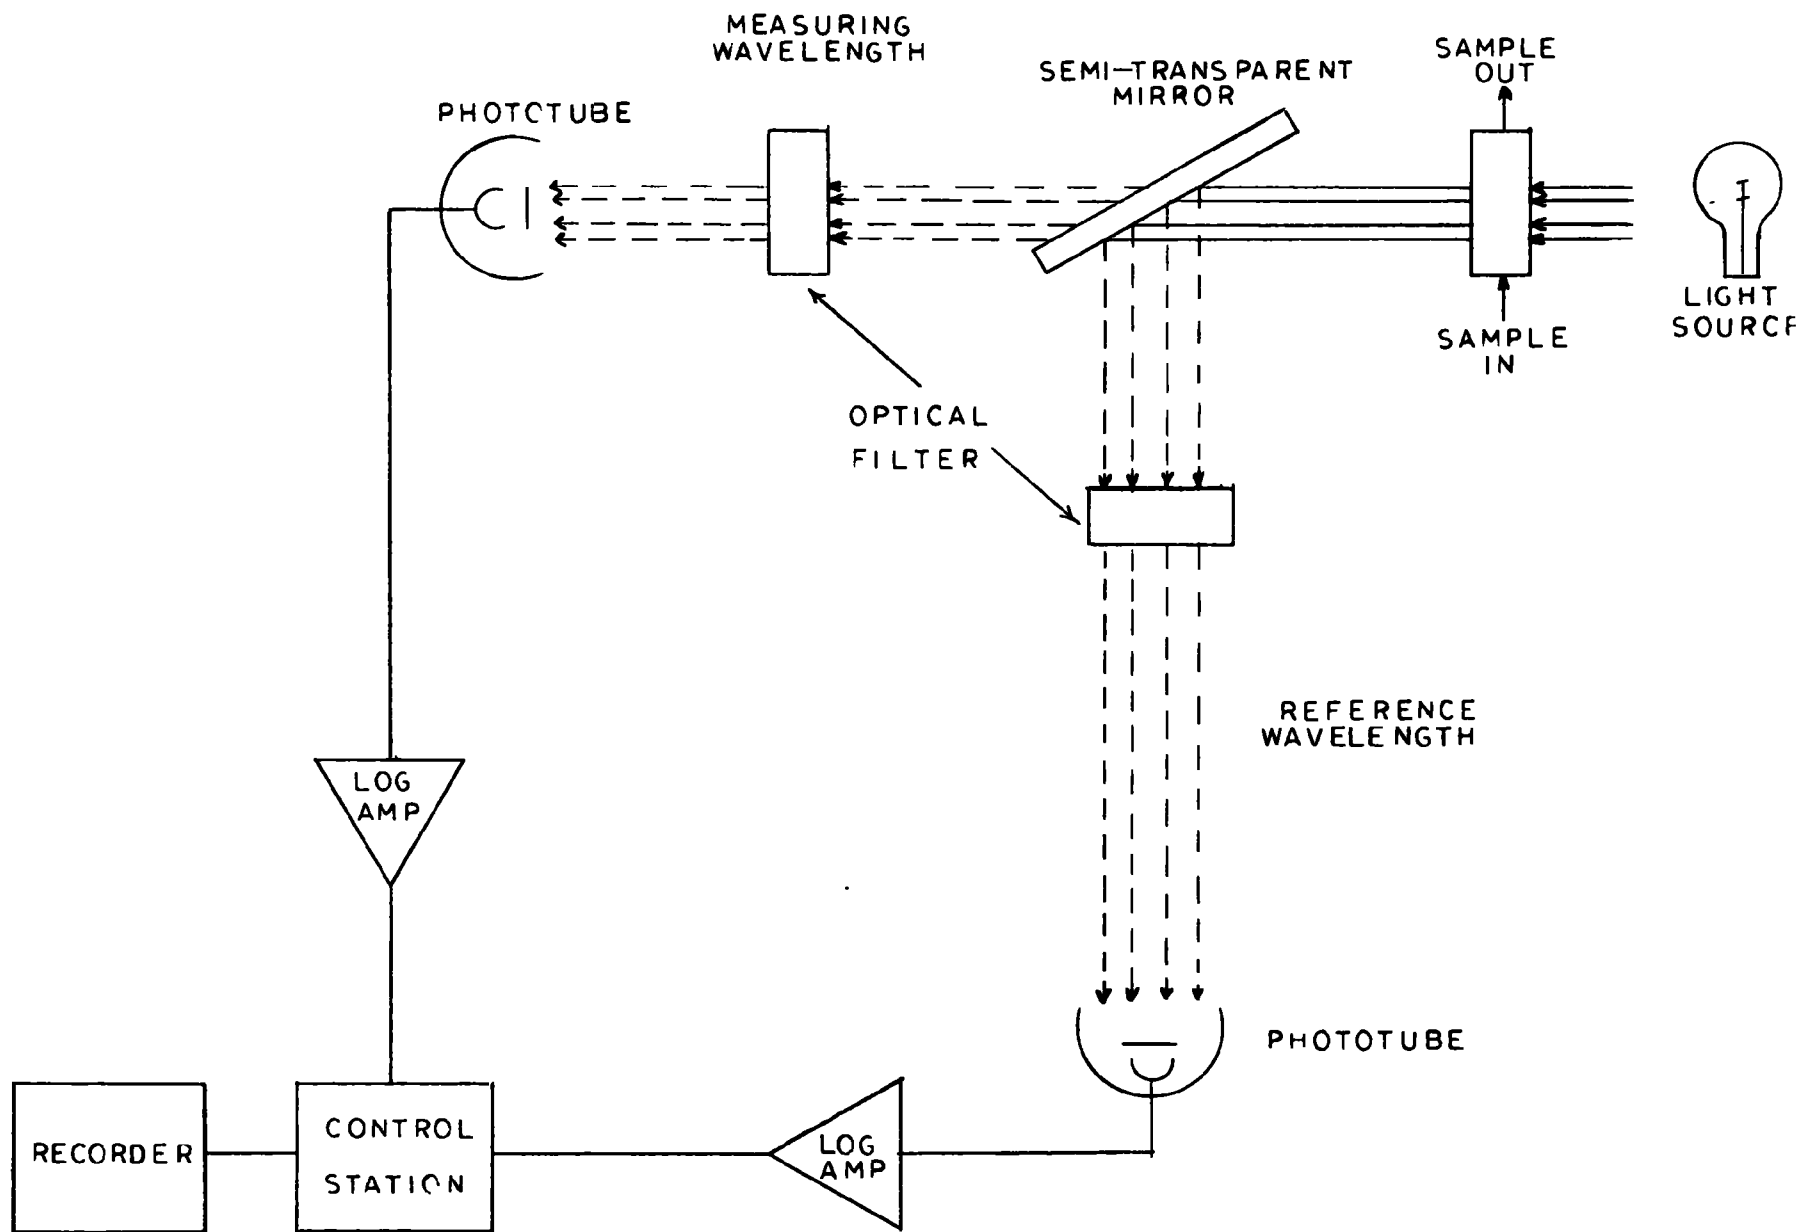 MEASURING
WAVELENGTH
SEMI-TRANSPARENT
MIRROR
SAMPLE
OUT
PHOTOTUBE
LIGHT
SOURCE
SAMPLE
IN
OPTICAL
FILTER
REFERENCE
WAVELENGTH
LOG
AMP
PHOTOTUBE
RECORDER
CONTROL
STATION
LOG
AMP